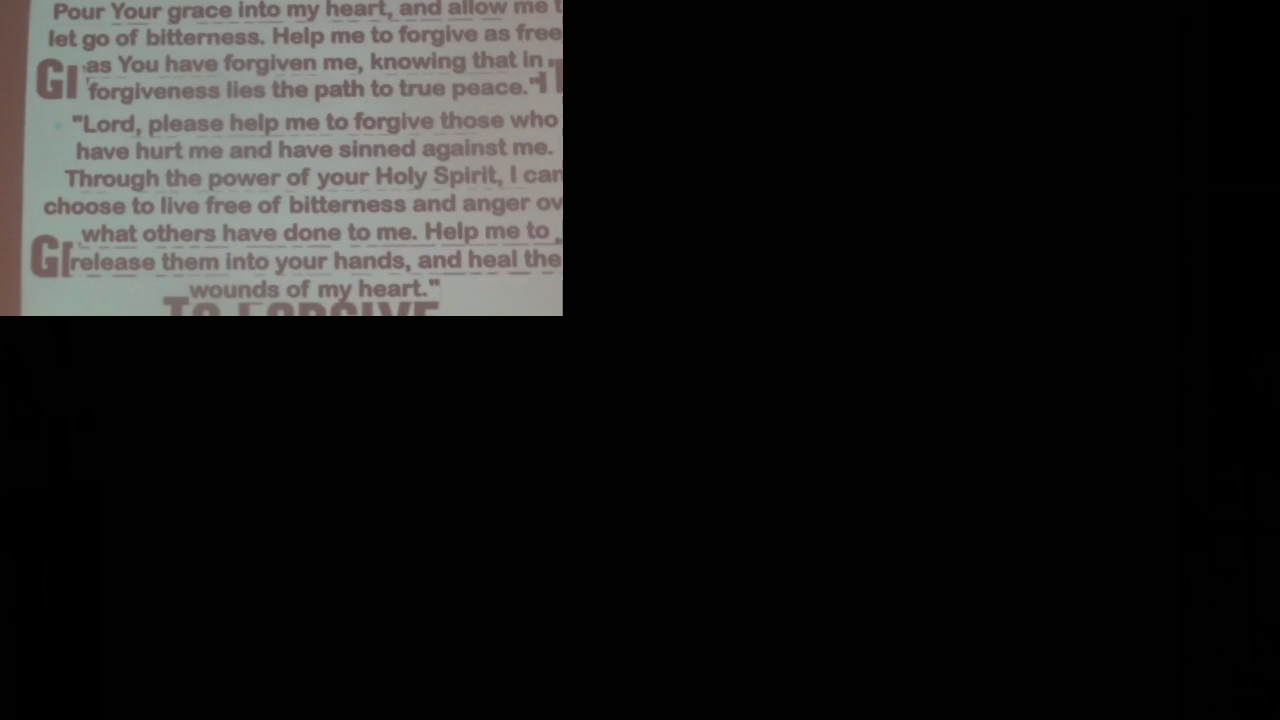 Pour Your grace into my heart, and allow me
let go of bitterness. Help me to forgive as free
as You have forgiven me, knowing that in
forgiveness lies the path to true peace."
"Lord, please help me to forgive those who
have hurt me and have sinned against me.
Through the power of your Holy Spirit, I can
choose to live free of bitterness and anger ov
what others have done to me. Help me to
release them into your hands, and heal the
wounds of my heart."
TO FORGIVE